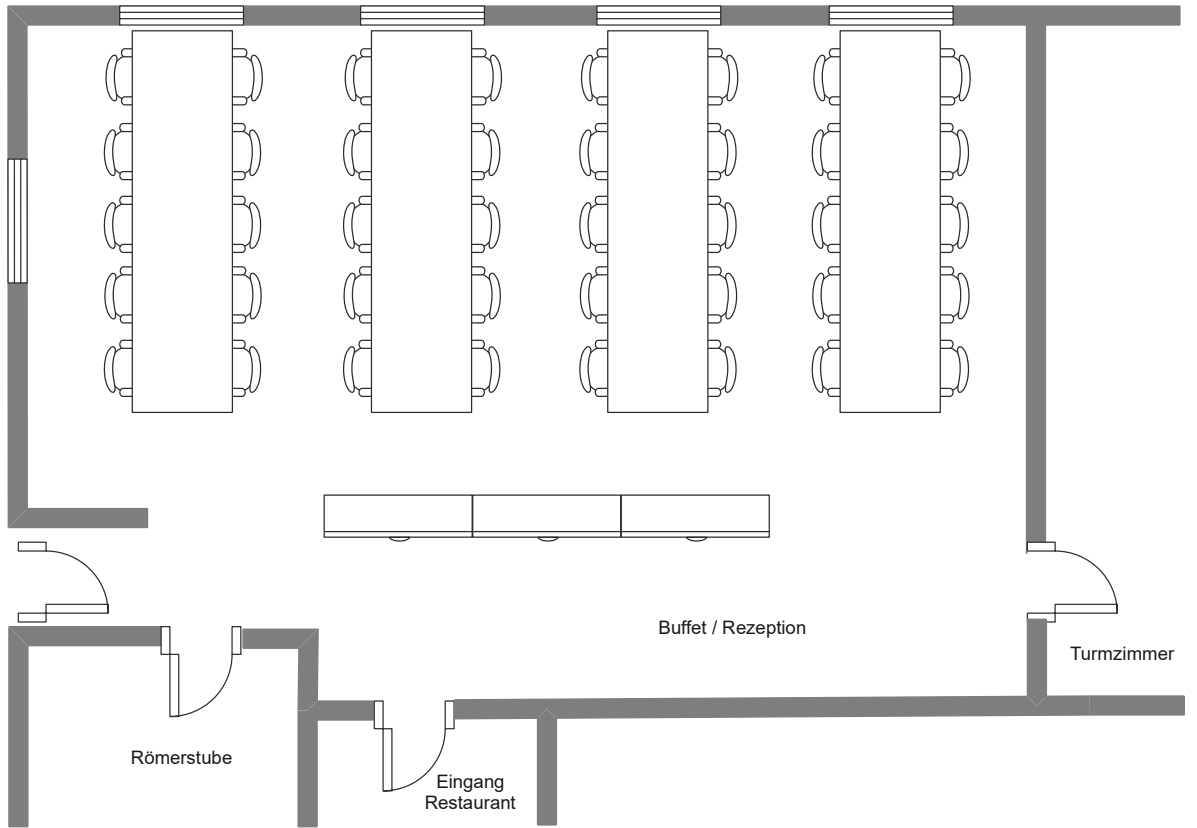 Buffet / Rezeption
Turmzimmer
Römerstube
Eingang
Restaurant